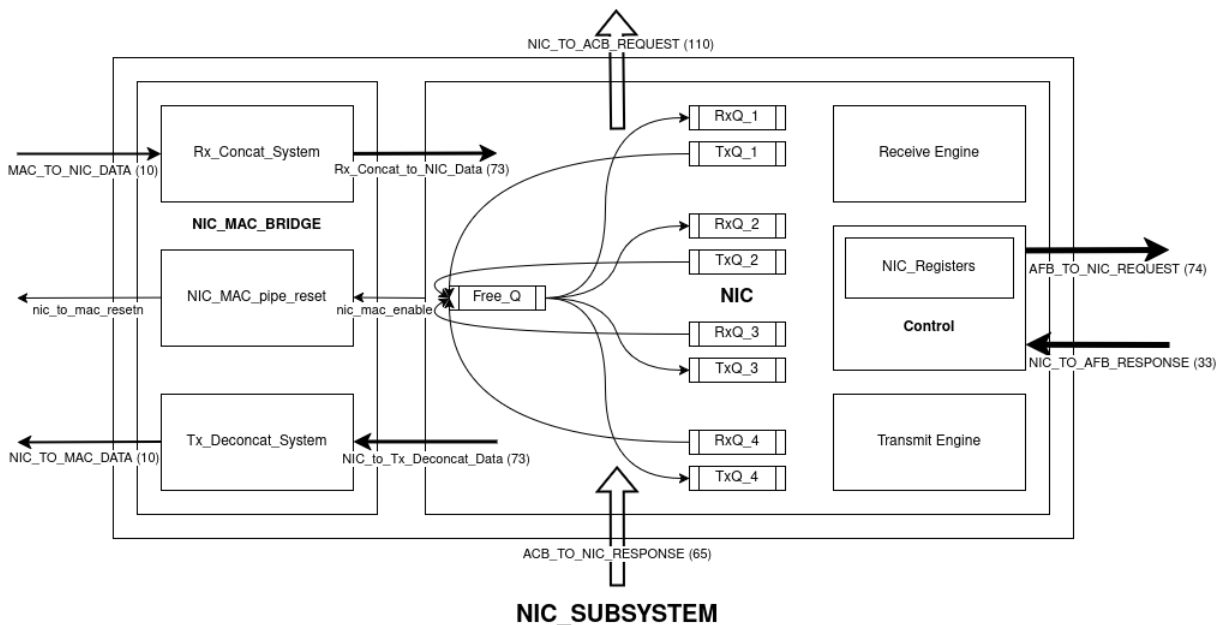 NIC_TO_ACB_REQUEST (110)
Rx_Concat_System
MAC_TO_NIC_DATA (10)
Rx_Concat_to_NIC_Data (73)
NIC_MAC_BRIDGE
NIC_MAC_pipe_reset
nic_to_mac_resetn
nic_mac_enable
Tx_Deconcat_System
NIC_TO_MAC_DATA (10)
NIC_to_Tx_Deconcat_Data (73)
Free_Q
RxQ_1
TxQ_1
RxQ_2
TxQ_2
NIC
RxQ_3
TxQ_3
RxQ_4
TxQ_4
Receive Engine
NIC_Registers
Control
AFB_TO_NIC_REQUEST (74)
NIC_TO_AFB_RESPONSE (33)
Transmit Engine
ACB_TO_NIC_RESPONSE (65)
NIC_SUBSYSTEM